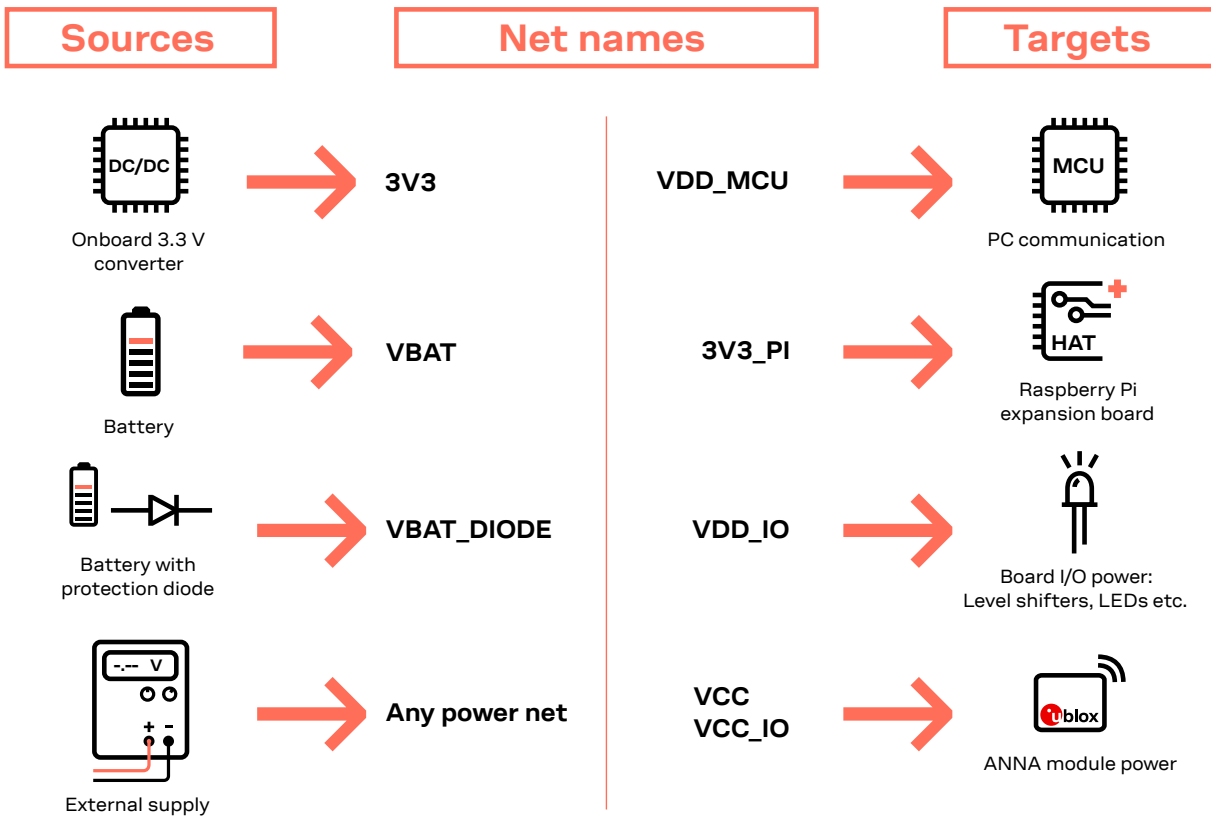 Sources
Net names
Targets
DC/DC
Onboard 3.3 V
converter
3V3
VDD_MCU
MCU
PC communication
Battery
VBAT
3V3_PI
HAT
Raspberry Pi
expansion board
Battery with
protection diode
VBAT_DIODE
VDD_IO
Board I/O power:
Level shifters, LEDs etc.
-.-- V
+ -
External supply
Any power net
VCC
VCC_IO
ublox
ANNA module power